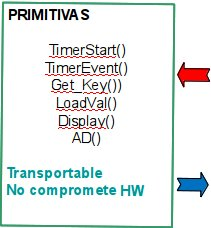 PRIMITIVAS
TimerStart()
TimerEvent()
Get_Key())
LoadVal()
Display()
AD()
Transportable
No compromete HW